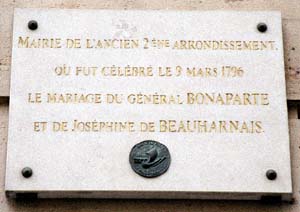 MAIRIE DE L'ANCIEN 2ème ARRONDISSEMENT.
OÙ FUT CÉLÉBRÉ LE 9 MARS 1796
LE MARIAGE DU GÉNÉRAL BONAPARTE
ET DE JOSÉPHINE DE BEAUHARNAIS.